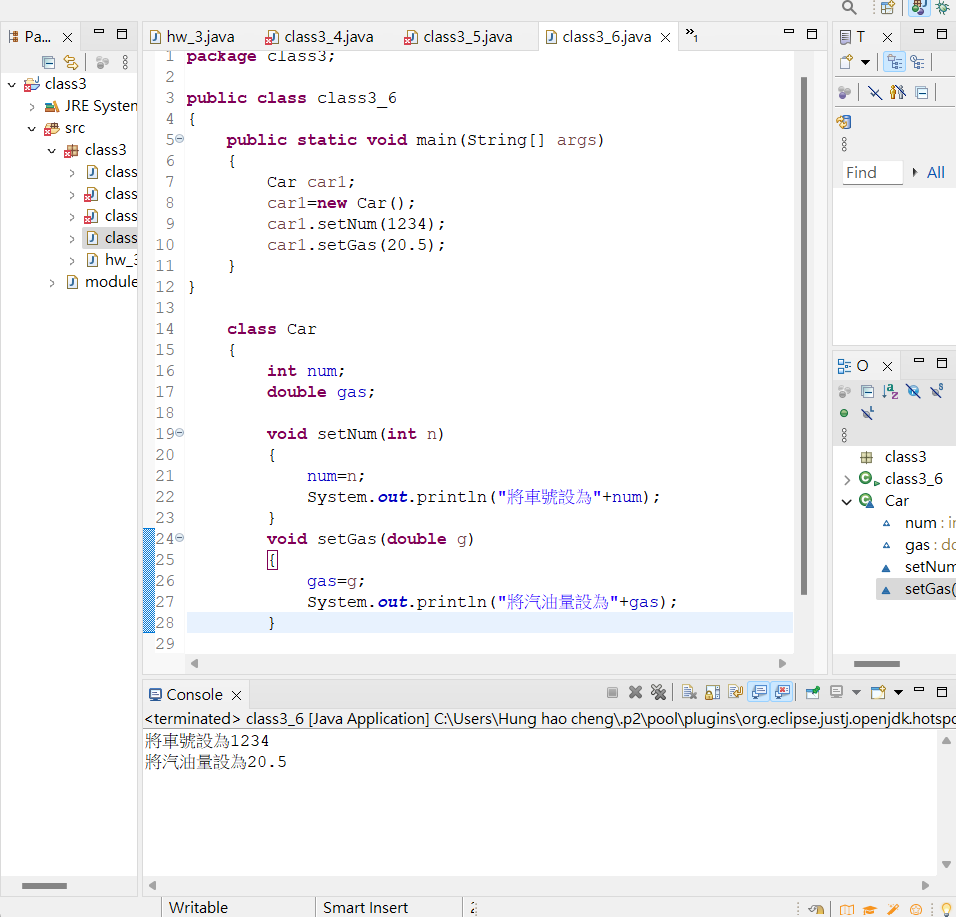 Pa...
class3
JRE System
src
class3
class
class
class
class
hw_3
module
hw_3.java
class3_4.java
class3_5.java
class3_6.java
»1
1 package class3;
2
3 public class class3_6
4 {
5 public static void main(String[] args)
6 {
7 Car car1;
8 car1=new Car();
9 car1.setNum(1234);
10 car1.setGas(20.5);
11 }
12 }
13
14 class Car
15 {
16 int num;
17 double gas;
18
19 void setNum(int n)
20 {
21 num=n;
22 System.out.println("將車號設為"+num);
23 }
24 void setGas(double g)
25 {
26 gas=g;
27 System.out.println("將汽油量設為"+gas);
28 }
29
T
Find
All
O
class3
class3_6
Car
num : in
gas : do
setNum
setGas(
Console
<terminated> class3_6 [Java Application] C:\Users\Hung hao cheng\.p2\pool\plugins\org.eclipse.justj.openjdk.hotspo
將車號設為1234
將汽油量設為20.5
Writable
Smart Insert